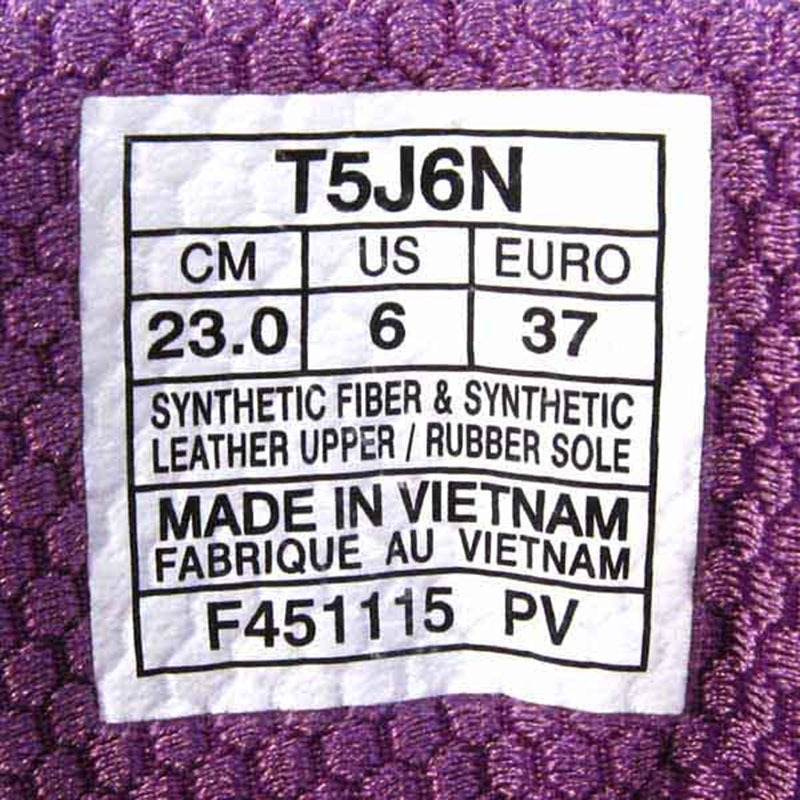 T5J6N
CM US EURO
23.0 6 37
SYNTHETIC FIBER & SYNTHETIC
LEATHER UPPER / RUBBER SOLE
MADE IN VIETNAM
FABRIQUE AU VIETNAM
F451115 PV